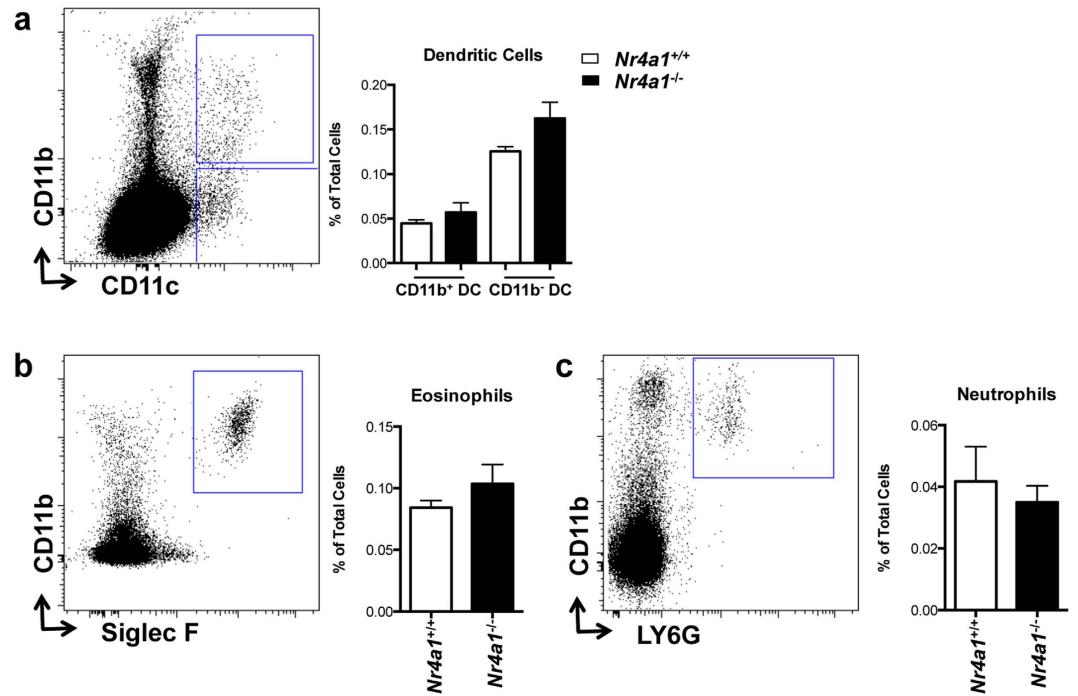 a
CD11b
CD11c
Dendritic Cells
Nr4a1+/+
Nr4a1-/-
% of Total Cells
0.20
0.15
0.10
0.05
0.00
CD11b+ DC CD11b- DC
b
CD11b
Siglec F
Eosinophils
% of Total Cells
0.15
0.10
0.05
0.00
Nr4a1+/+
Nr4a1-/-
c
CD11b
LY6G
Neutrophils
% of Total Cells
0.06
0.04
0.02
0.00
Nr4a1+/+
Nr4a1-/-